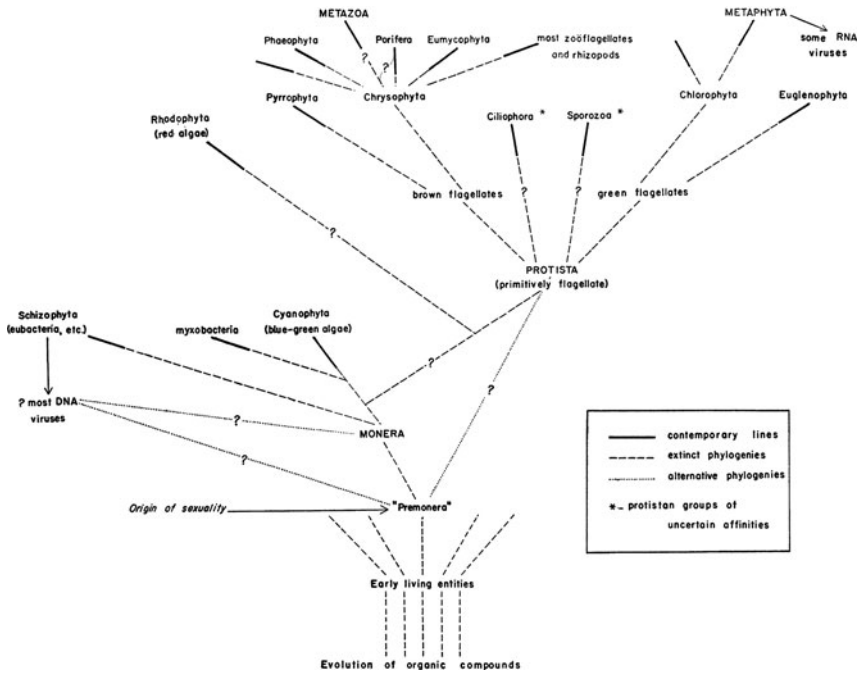 METAZOA
METAPHYTA
Phaeophyta
Porifera
Eumycophyta
most zoöflagellates
and rhizopods
some RNA
viruses
?
?
Pyrrophyta
Chrysophyta
Chlorophyta
Euglenophyta
Rhodophyta
(red algae)
Ciliophora *
Sporozoa *
brown flagellates
?
?
green flagellates
?
PROTISTA
(primitively flagellate)
Schizophyta
(eubacteria, etc.)
myxobacteria
Cyanophyta
(blue-green algae)
?
?
? most DNA
viruses
?
MONERA
?
Origin of sexuality
"Premonera"
contemporary lines
extinct phylogenies
alternative phylogenies
*– protistan groups of
uncertain affinities
Early living entities
Evolution of organic compounds